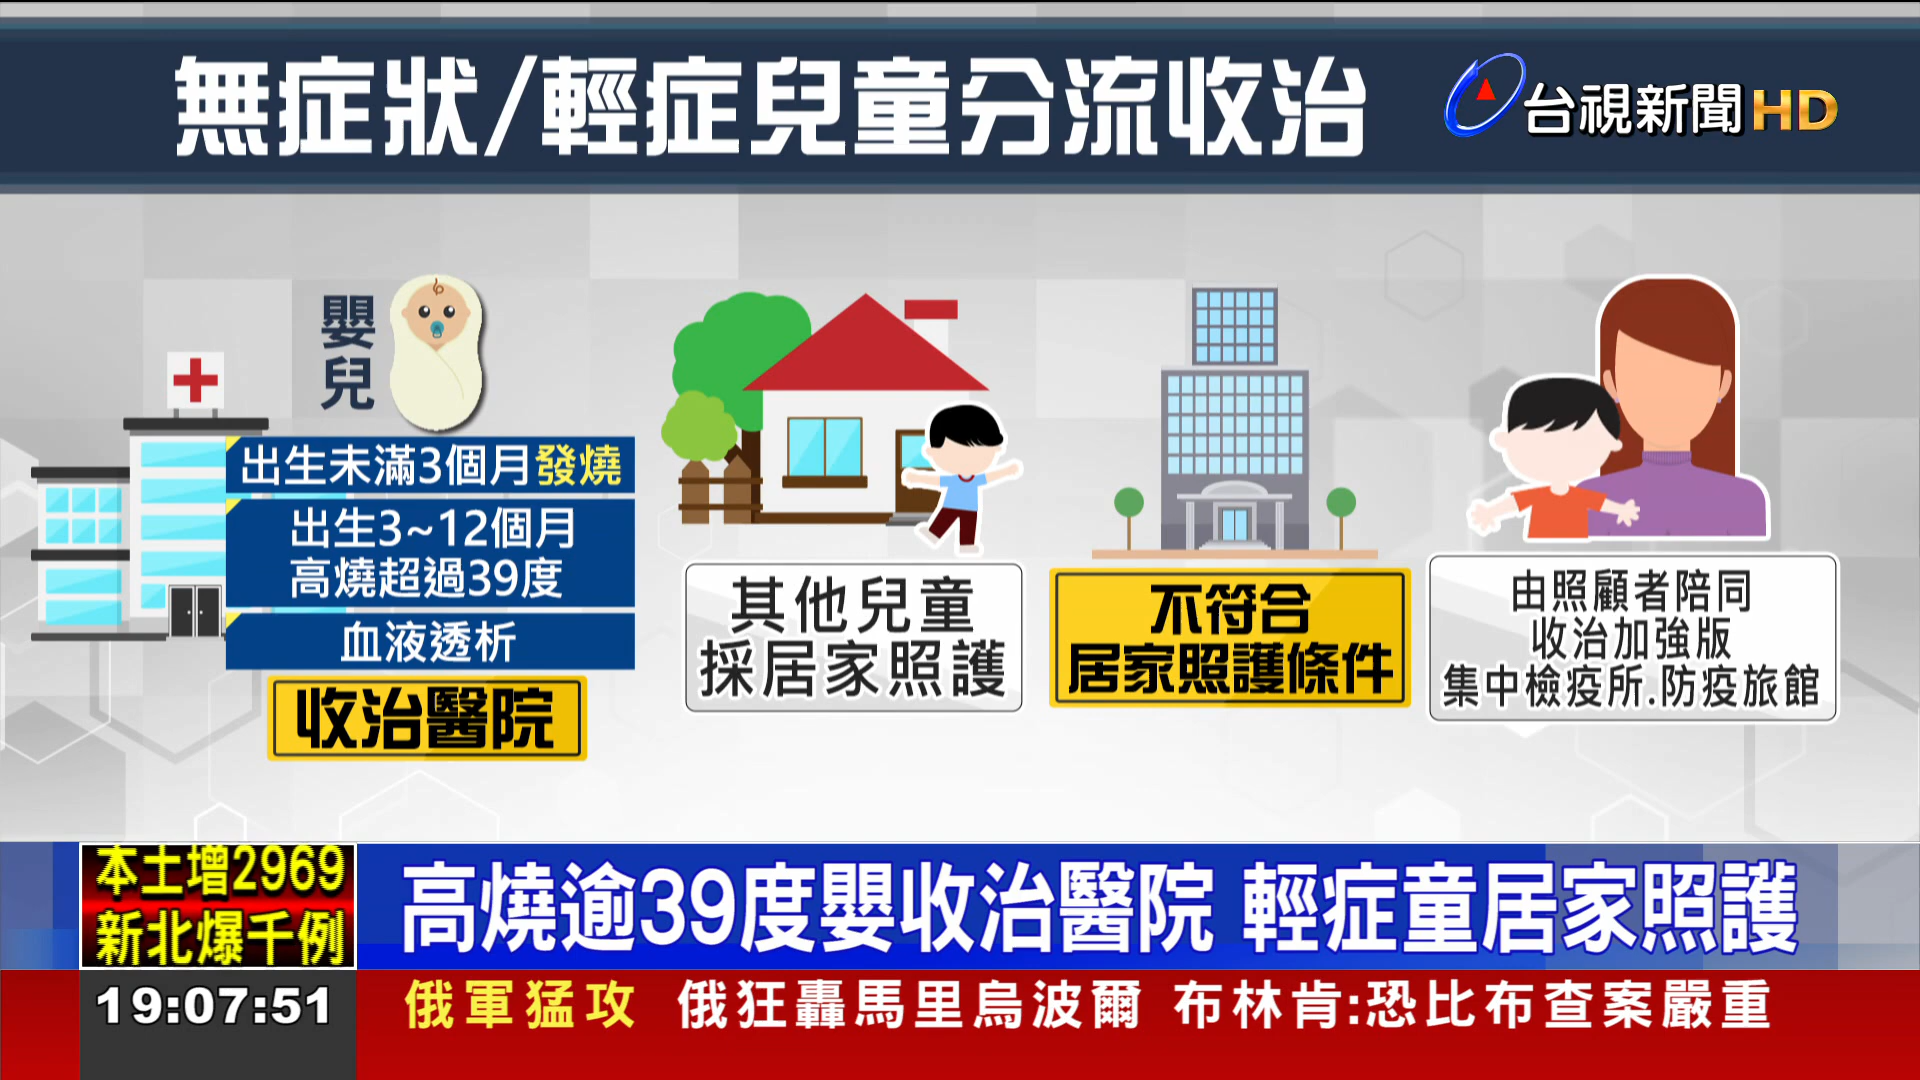 無症狀/輕症兒童分流收治
台視新聞HD
嬰兒
出生未滿3個月發燒
出生3~12個月
高燒超過39度
血液透析
收治醫院
其他兒童
採居家照護
不符合
居家照護條件
由照顧者陪同
收治加強版
集中檢疫所.防疫旅館
本土增2969
新北爆千例
高燒逾39度嬰收治醫院 輕症童居家照護
19:07:51
俄軍猛攻 俄狂轟馬里烏波爾 布林肯:恐比布查案嚴重